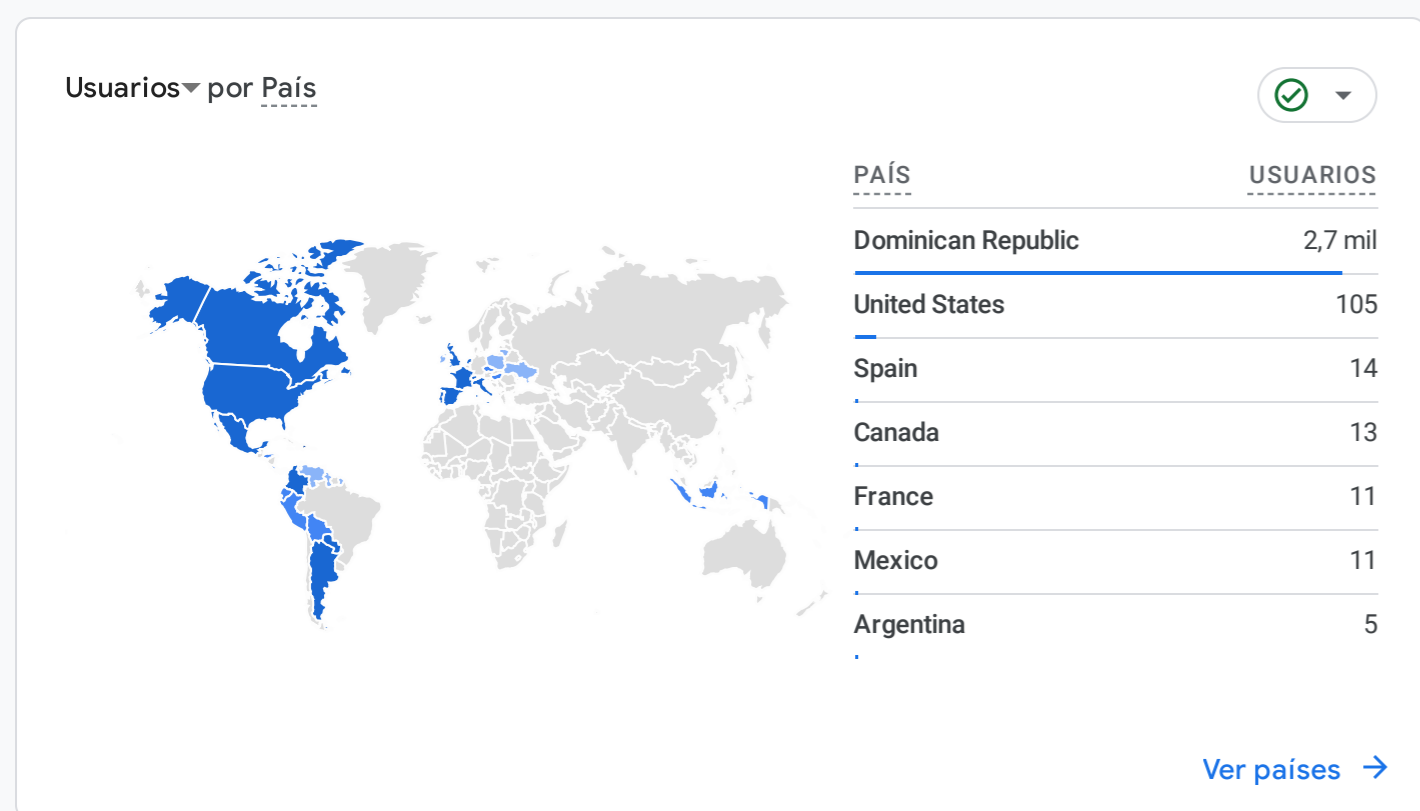 Usuarios por País
PAÍS USUARIOS
Dominican Republic 2,7 mil
United States 105
Spain 14
Canada 13
France 11
Mexico 11
Argentina 5
Ver países